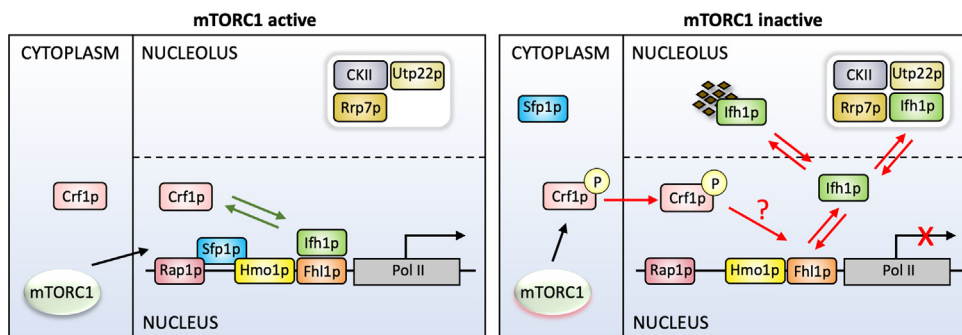 mTORC1 active
CYTOPLASM
NUCLEOLUS
CKII
Utp22p
Rrp7p
Crf1p
Crf1p
Sfp1p
Ifh1p
Rap1p
Hmo1p
Fhl1p
Pol II
mTORC1
NUCLEUS
mTORC1 inactive
CYTOPLASM
NUCLEOLUS
Sfp1p
Ifh1p
CKII
Utp22p
Rrp7p
Ifh1p
Crf1p
P
Crf1p
P
?
Ifh1p
X
Rap1p
Hmo1p
Fhl1p
Pol II
mTORC1
NUCLEUS